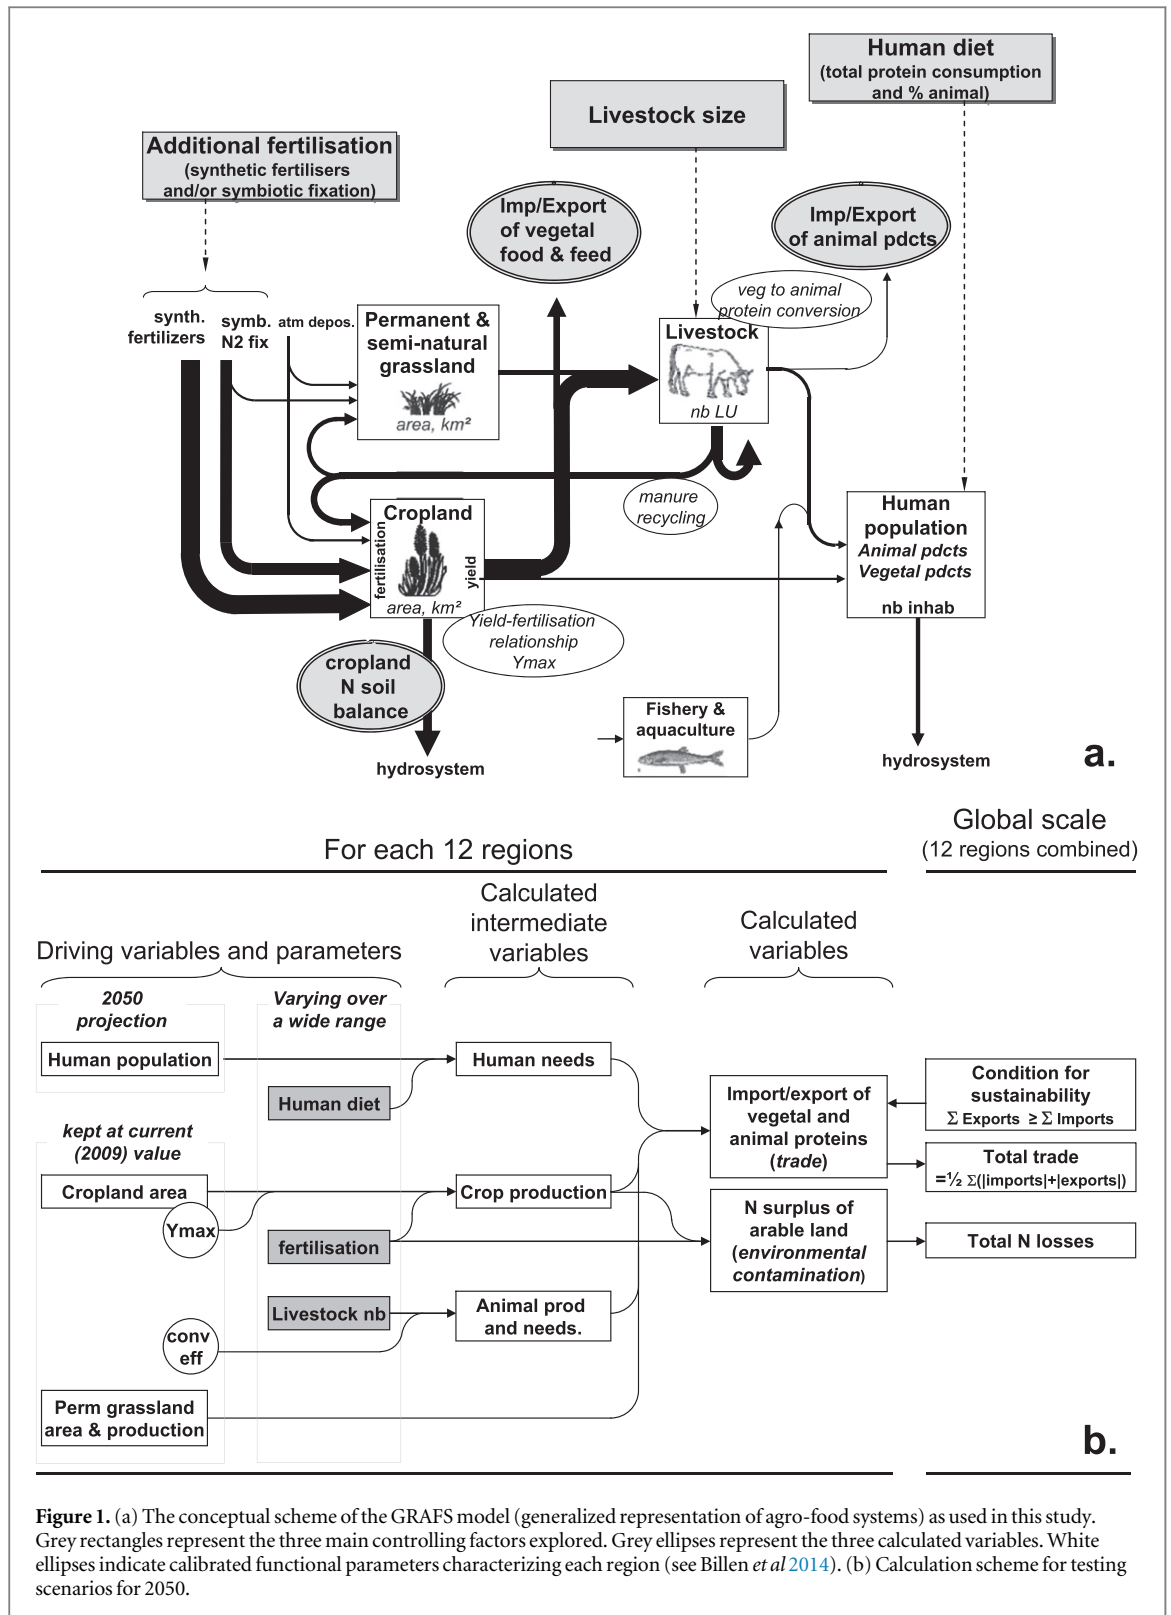 Human diet
(total protein consumption
and % animal)
Livestock size
Additional fertilisation
(synthetic fertilisers
and/or symbiotic fixation)
Imp/Export
of vegetal
food & feed
Imp/Export
of animal pdcts
veg to animal
protein conversion
synth.
fertilizers
symb.
N2 fix
atm depos.
Permanent &
semi-natural
grassland
area, km²
Livestock
nb LU
manure
recycling
Cropland
fertilisation
yield
area, km²
Human
population
Animal pdcts
Vegetal pdcts
nb inhab
Yield-fertilisation
relationship
Ymax
cropland
N soil
balance
hydrosystem
Fishery &
aquaculture
hydrosystem
a.
For each 12 regions
Global scale
(12 regions combined)
Driving variables and parameters
Calculated
intermediate
variables
Calculated
variables
2050
projection
Varying over
a wide range
Human population
Human diet
Human needs
kept at current
(2009) value
Cropland area
Ymax
fertilisation
Crop production
Livestock nb
conv
eff
Animal prod
and needs.
Perm grassland
area & production
Import/export of
vegetal and
animal proteins
(trade)
N surplus of
arable land
(environmental
contamination)
Condition for
sustainability
Σ Exports ≥ Σ Imports
Total trade
=½ Σ(|imports|+|exports|)
Total N losses
b.
Figure 1. (a) The conceptual scheme of the GRAFS model (generalized representation of agro-food systems) as used in this study.
Grey rectangles represent the three main controlling factors explored. Grey ellipses represent the three calculated variables. White
ellipses indicate calibrated functional parameters characterizing each region (see Billen et al 2014). (b) Calculation scheme for testing
scenarios for 2050.